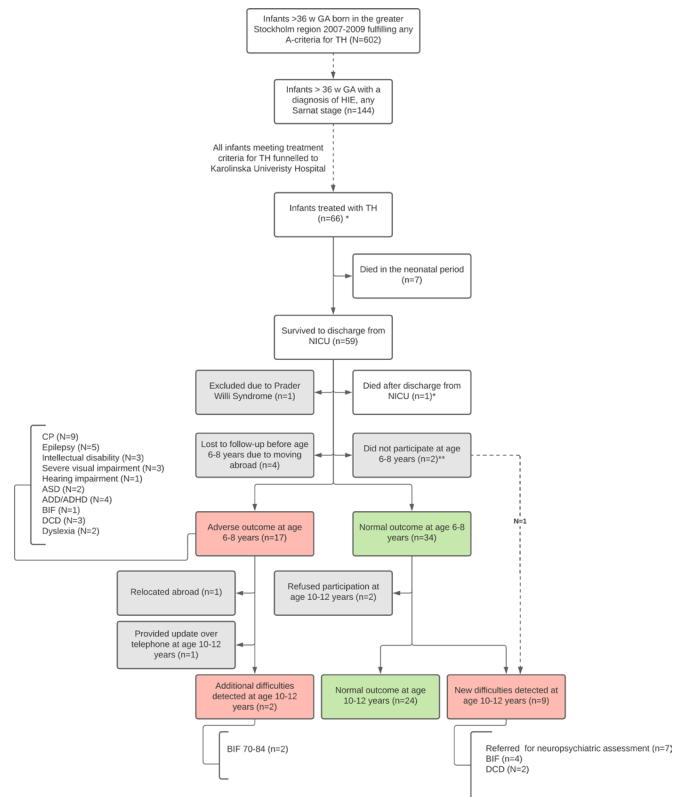 Infants >36 w GA born in the greater
Stockholm region 2007-2009 fulfilling any
A-criteria for TH (N=602)
Infants > 36 w GA with a
diagnosis of HIE, any
Sarnat stage (n=144)
All infants meeting treatment
criteria for TH funnelled to
Karolinska Univeristy Hospital
Infants treated with TH
(n=66) *
Died in the neonatal period
(n=7)
Survived to discharge from
NICU (n=59)
Excluded due to Prader
Willi Syndrome (n=1)
Died after discharge from
NICU (n=1)*
Lost to follow-up before age
6-8 years due to moving
abroad (n=4)
Did not participate at age
6-8 years (n=2)**
CP (N=9)
Epilepsy (N=5)
Intellectual disability (N=3)
Severe visual impairment (N=3)
Hearing impairment (N=1)
ASD (N=2)
ADD/ADHD (N=4)
BIF (N=1)
DCD (N=3)
Dyslexia (N=2)
Adverse outcome at age
6-8 years (n=17)
Normal outcome at age 6-8
years (n=34)
N=1
Relocated abroad (n=1)
Refused participation at
age 10-12 years (n=2)
Provided update over
telephone at age 10-12
years (n=1)
Additional difficulties
detected at age 10-12
years (n=2)
Normal outcome at age
10-12 years (n=24)
New difficulties detected at
age 10-12 years (n=9)
BIF 70-84 (n=2)
Referred for neuropsychiatric assessment (n=7)
BIF (n=4)
DCD (N=2)